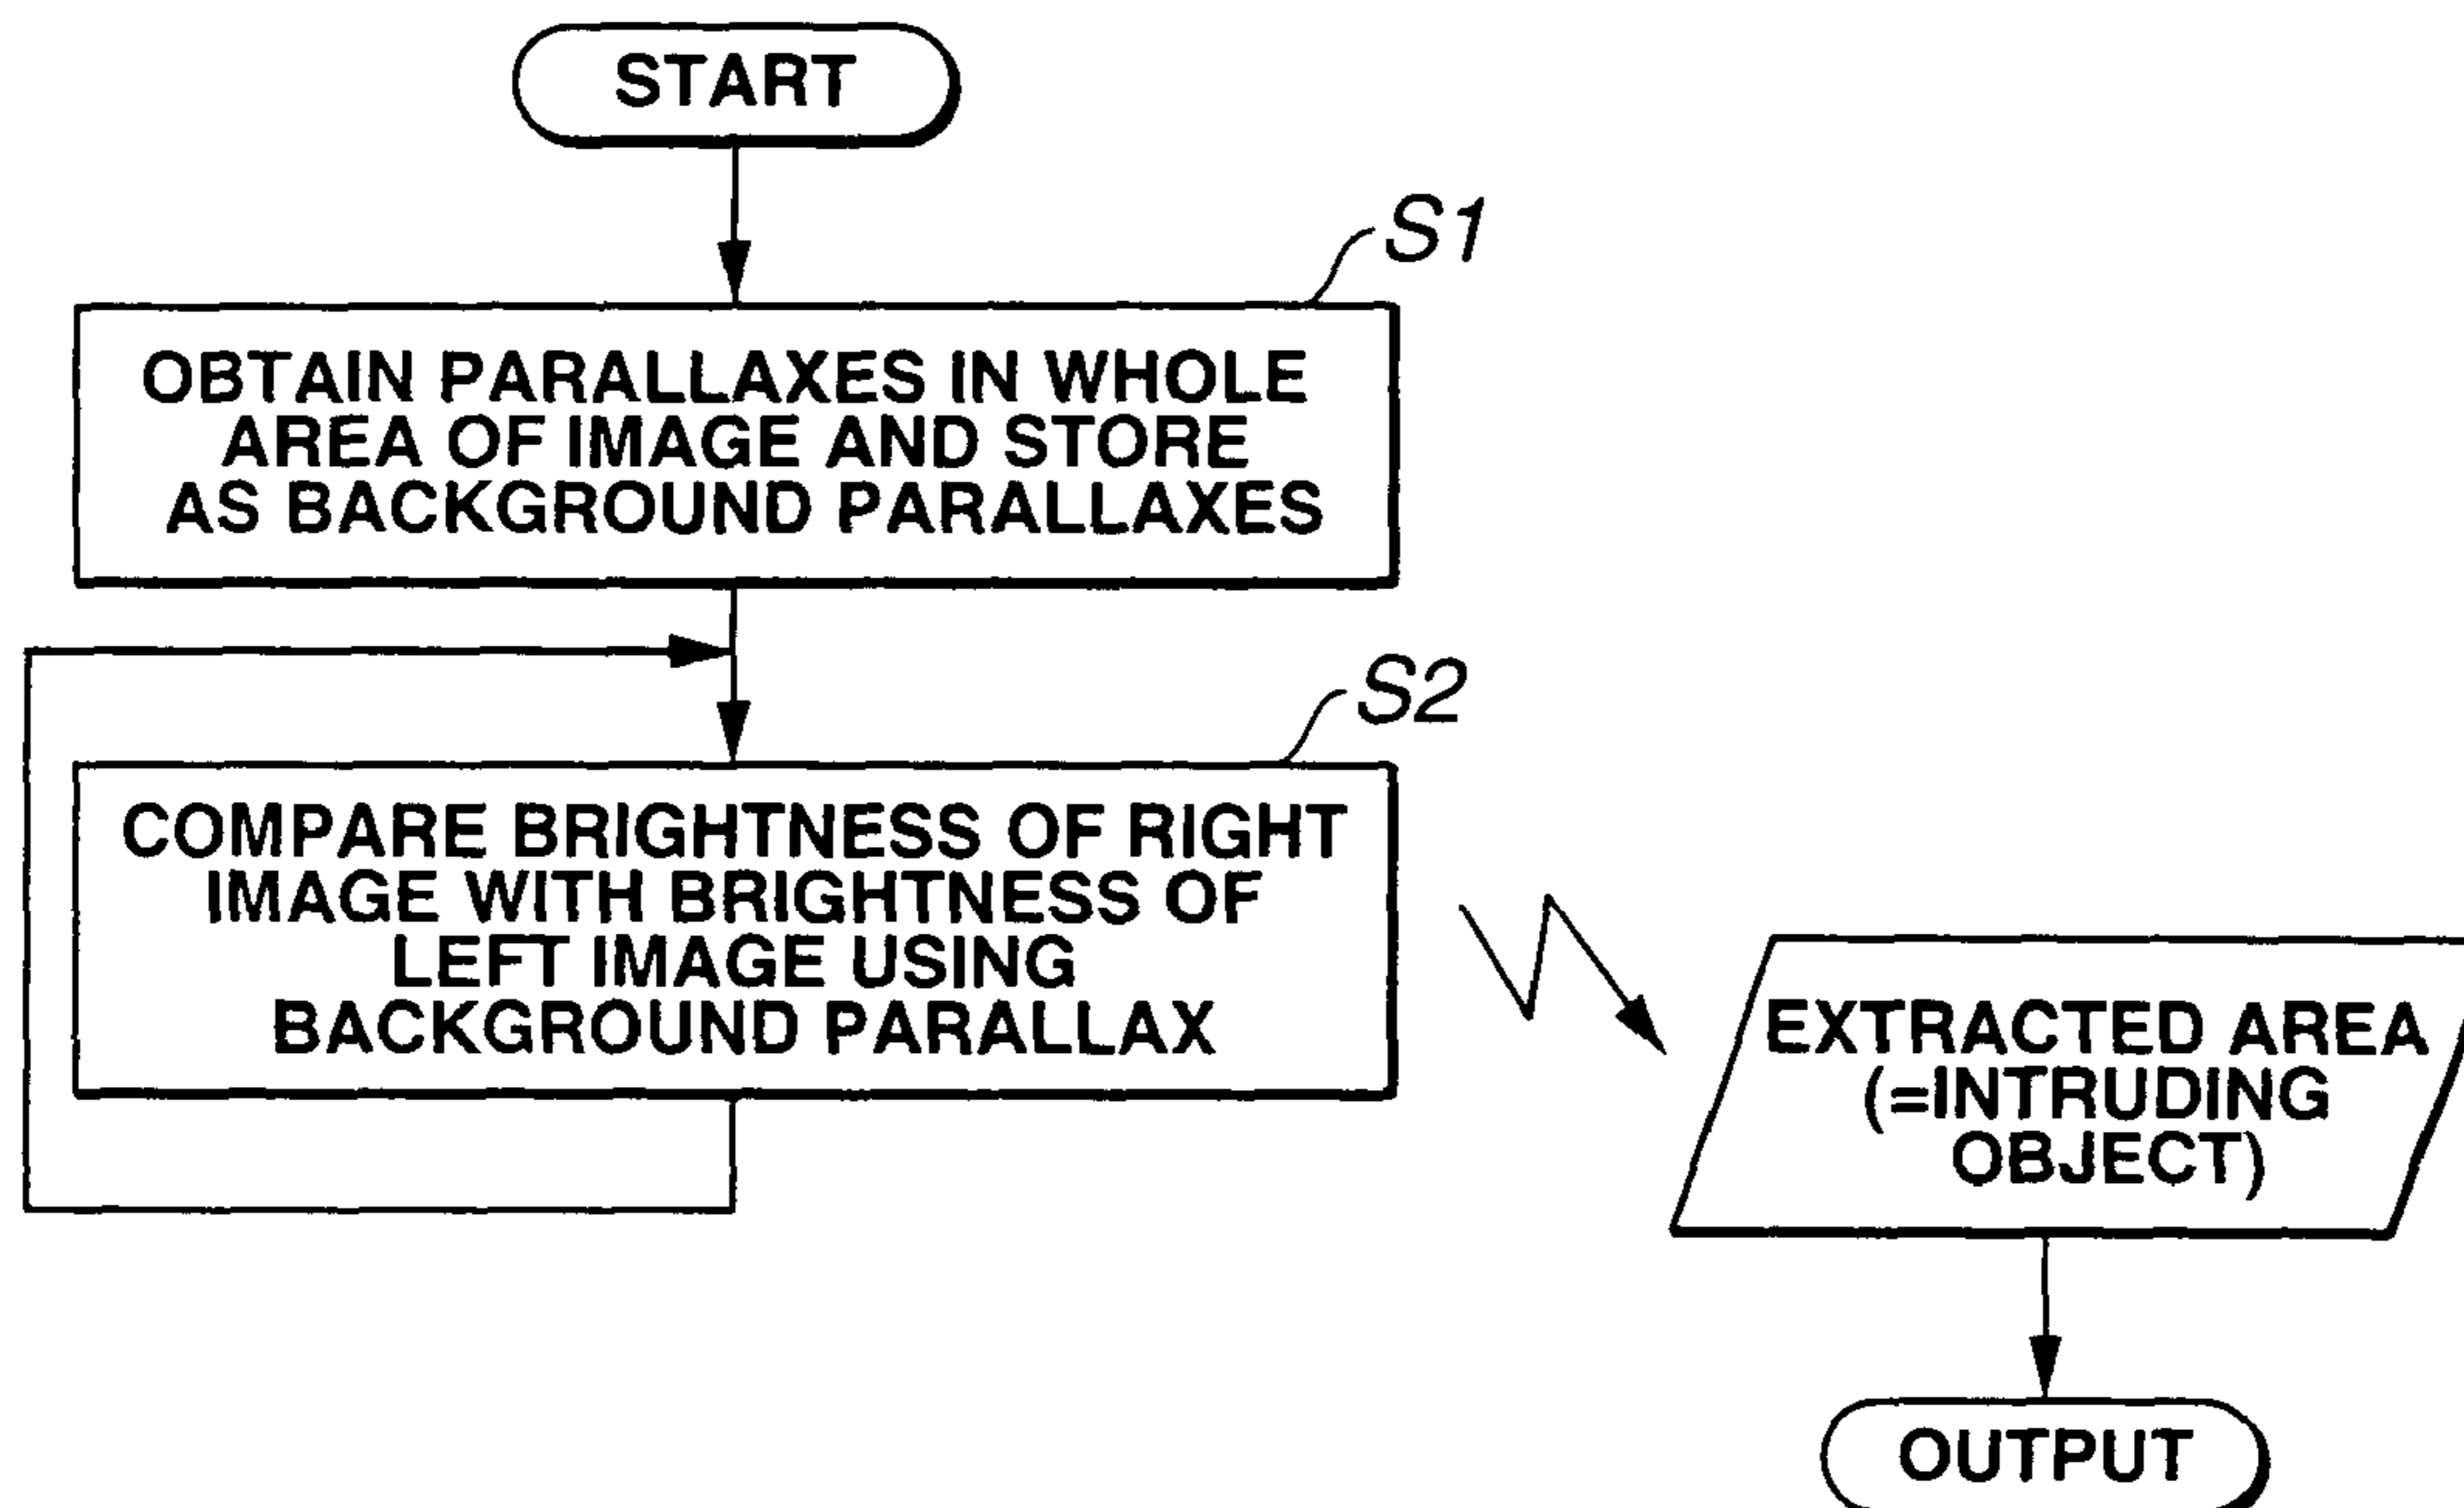 START
S1
OBTAIN PARALLAXES IN WHOLE
AREA OF IMAGE AND STORE
AS BACKGROUND PARALLAXES
S2
COMPARE BRIGHTNESS OF RIGHT
IMAGE WITH BRIGHTNESS OF
LEFT IMAGE USING
BACKGROUND PARALLAX
EXTRACTED AREA
(=INTRUDING
OBJECT)
OUTPUT